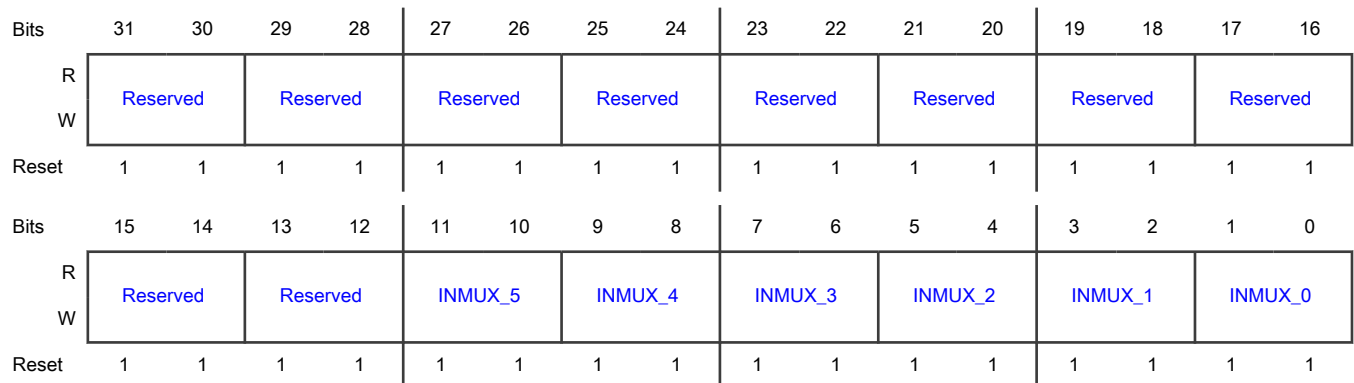 Bits 31 30 29 28 27 26 25 24 23 22 21 20 19 18 17 16
R
Reserved Reserved Reserved Reserved Reserved Reserved Reserved Reserved
W
Reset 1 1 1 1 1 1 1 1 1 1 1 1 1 1 1 1
Bits 15 14 13 12 11 10 9 8 7 6 5 4 3 2 1 0
R
Reserved Reserved INMUX_5 INMUX_4 INMUX_3 INMUX_2 INMUX_1 INMUX_0
W
Reset 1 1 1 1 1 1 1 1 1 1 1 1 1 1 1 1